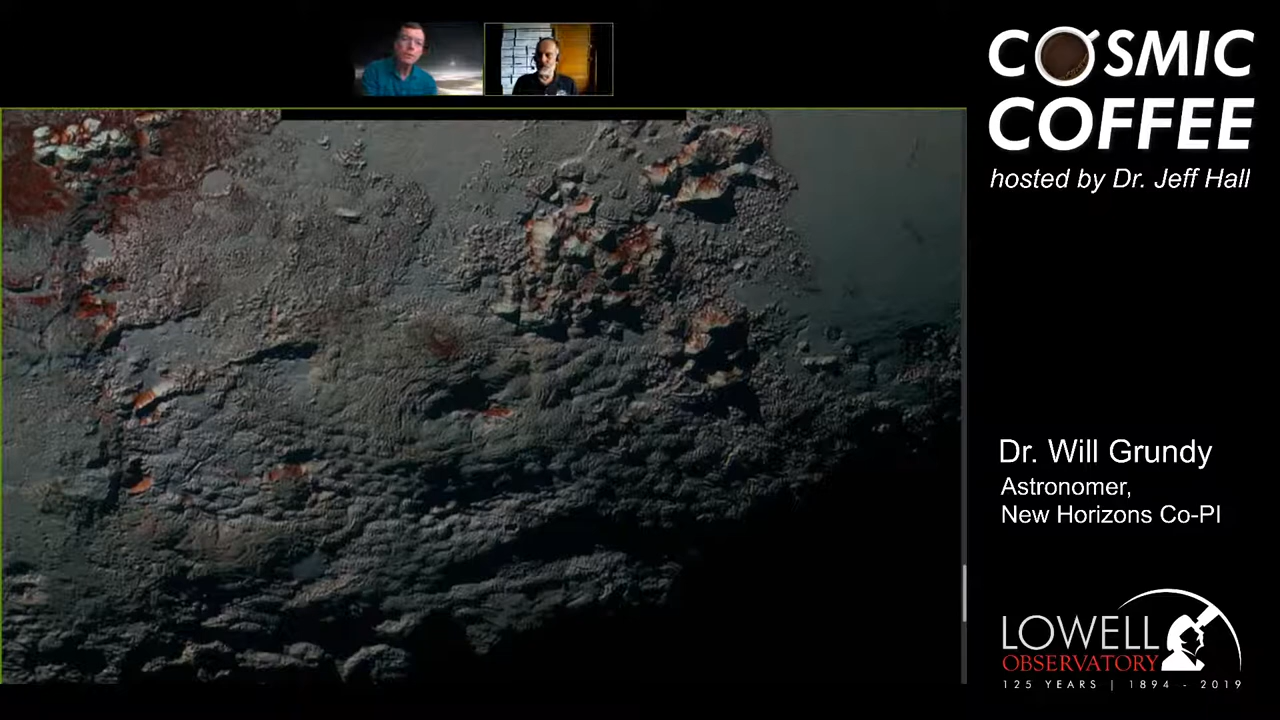 COSMIC
COFFEE
hosted by Dr. Jeff Hall
Dr. Will Grundy
Astronomer,
New Horizons Co-PI
LOWELL
OBSERVATORY
125 YEARS | 1894 - 2019